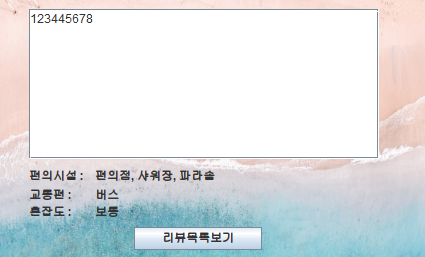 123445678
편의시설 : 편의점, 샤워장, 파라솔
교통편 : 버스
혼잡도 : 보통
리뷰목록보기